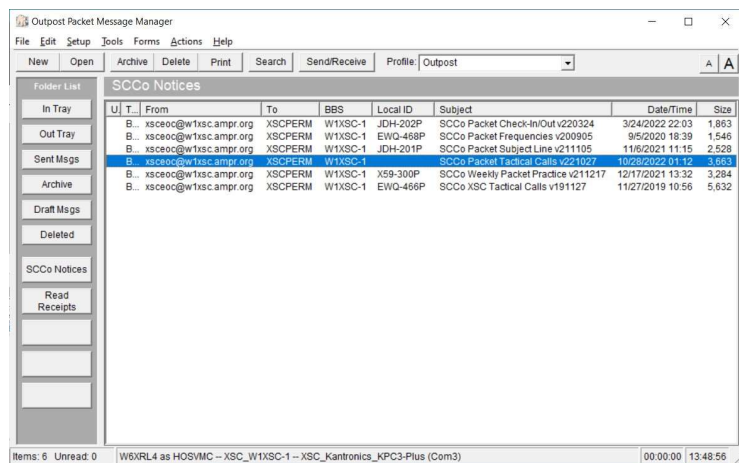 Outpost Packet Message Manager
File Edit Setup Tools Forms Actions Help
New Open Archive Delete Print Search Send/Receive Profile: Outpost A A
Folder List SCCo Notices
In Tray
Out Tray
Sent Msgs
Archive
Draft Msgs
Deleted
SCCo Notices
Read
Receipts
U. T... From To BBS Local ID Subject Date/Time Size
B... xsceoc@w1xsc.ampr.org XSCPERM W1XSC-1 JDH-202P SCCo Packet Check-In/Out v220324 3/24/2022 22:03 1,863
B... xsceoc@w1xsc.ampr.org XSCPERM W1XSC-1 EWQ-468P SCCo Packet Frequencies v200905 9/5/2020 18:39 1,546
B... xsceoc@w1xsc.ampr.org XSCPERM W1XSC-1 JDH-201P SCCo Packet Subject Line v211105 11/6/2021 11:15 2,528
B... xsceoc@w1xsc.ampr.org XSCPERM W1XSC-1 SCCo Packet Tactical Calls v221027 10/28/2022 01:12 3,663
B... xsceoc@w1xsc.ampr.org XSCPERM W1XSC-1 X59-300P SCCo Weekly Packet Practice v211217 12/17/2021 13:32 3,284
B... xsceoc@w1xsc.ampr.org XSCPERM W1XSC-1 EWQ-466P SCCo XSC Tactical Calls v191127 11/27/2019 10:56 5,632
Items: 6 Unread: 0 W6XRL4 as HOSVMC -- XSC_W1XSC-1 -- XSC_Kantronics_KPC3-Plus (Com3) 00:00:00 13:48:56